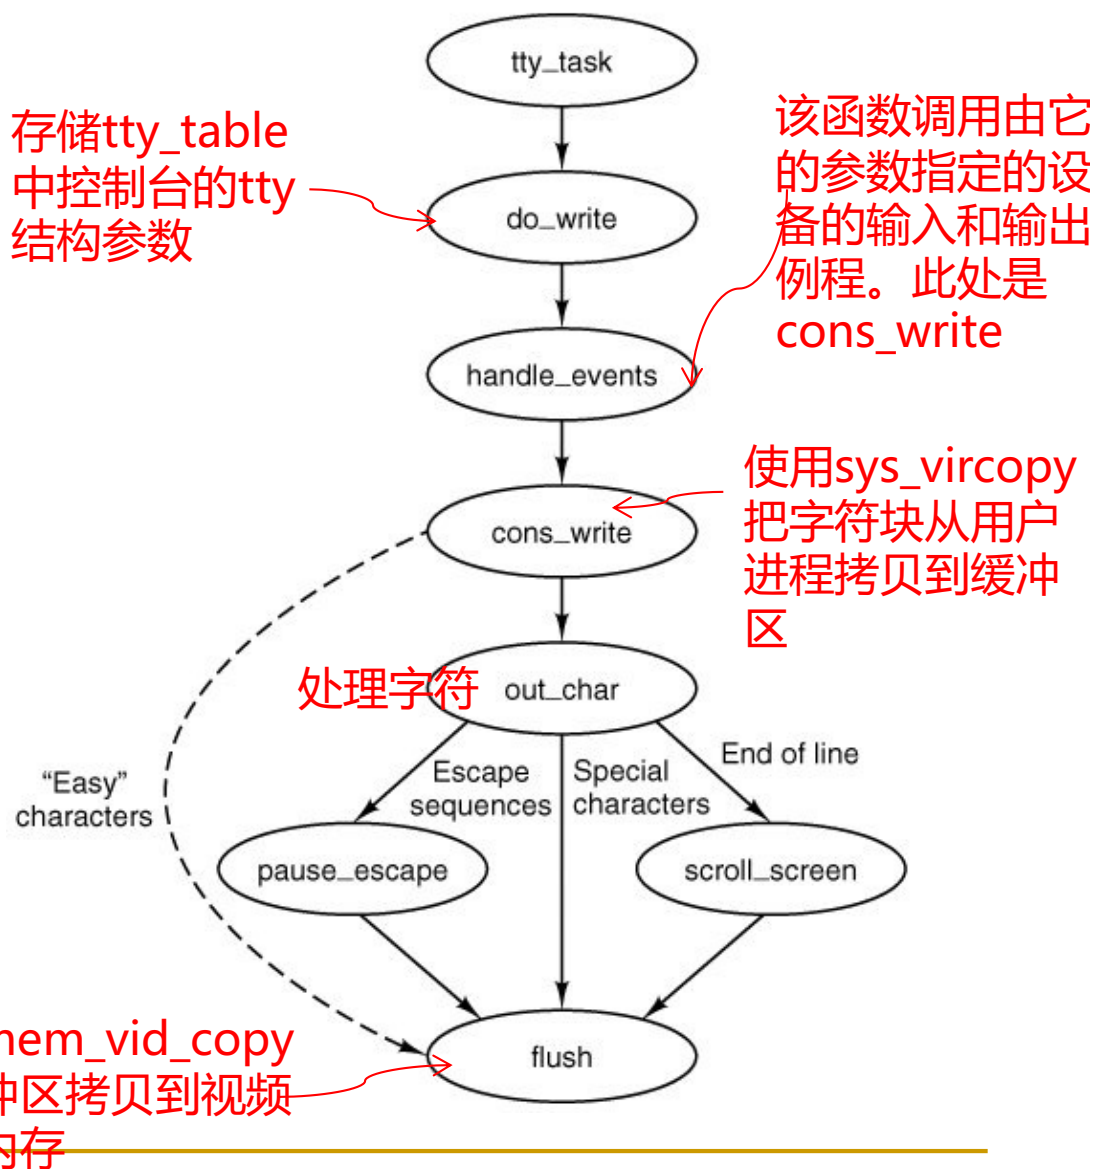 tty_task
存储tty_table
中控制台的tty
结构参数
该函数调用由它
的参数指定的设
备的输入和输出
例程。此处是
cons_write
do_write
handle_events
使用sys_vircopy
把字符块从用户
进程拷贝到缓冲
区
cons_write
处理字符
out_char
“Easy”
characters
Escape
sequences
Special
characters
End of line
pause_escape
scroll_screen
mem_vid_copy
冲区拷贝到视频
内存
flush